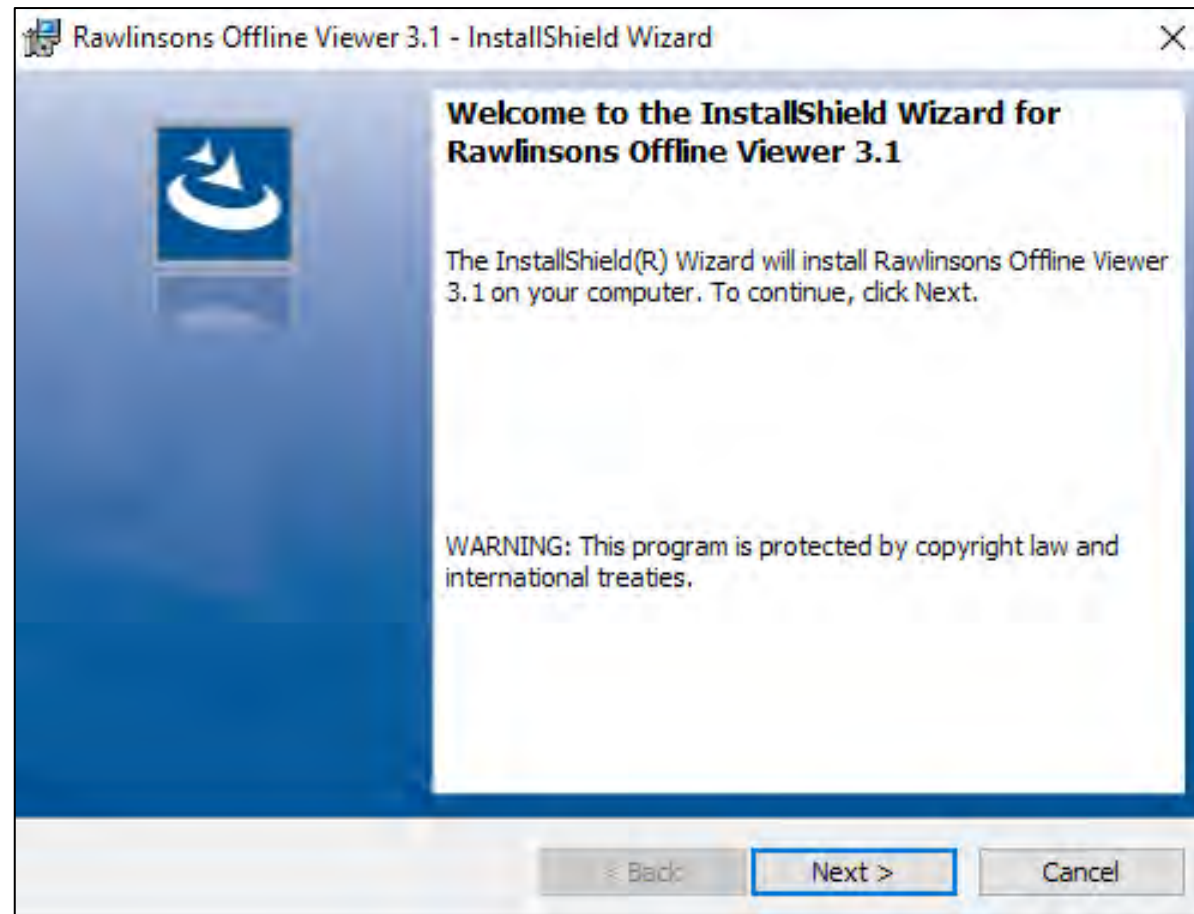 Rawlinsons Offline Viewer 3.1 - InstallShield Wizard
Welcome to the InstallShield Wizard for
Rawlinsons Offline Viewer 3.1
The InstallShield(R) Wizard will install Rawlinsons Offline Viewer
3.1 on your computer. To continue, click Next.
WARNING: This program is protected by copyright law and
international treaties.
< Back
Next >
Cancel